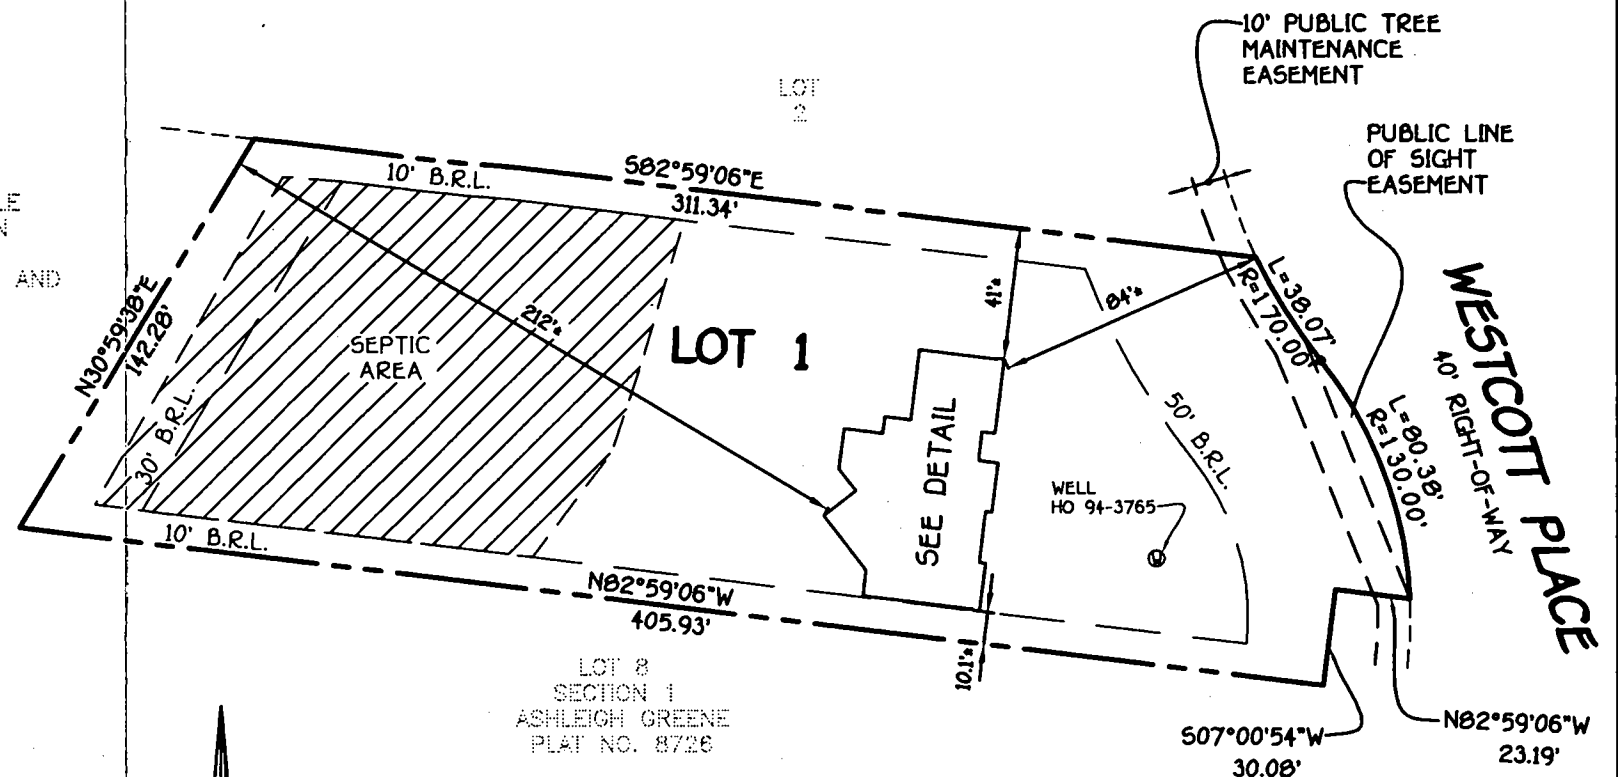 10' PUBLIC TREE
MAINTENANCE
EASEMENT
LOT
2
PUBLIC LINE
OF SIGHT
EASEMENT
10' B.R.L.
S82°59'06"E
311.34'
AND
N30°59'38"E
142.28'
212'±
41'±
84'±
L=38.07'
R=170.00'
WESTCOTT PLACE
40' RIGHT-OF-WAY
LOT 1
SEPTIC
AREA
30' B.R.L.
50' B.R.L.
L=80.38'
R=130.00'
SEE DETAIL
WELL
HO 94-3765
W
10' B.R.L.
N82°59'06"W
405.93'
10.1'±
LOT 8
SECTION 1
ASHLEIGH GREENE
PLAT NO. 8726
S07°00'54"W
30.08'
N82°59'06"W
23.19'